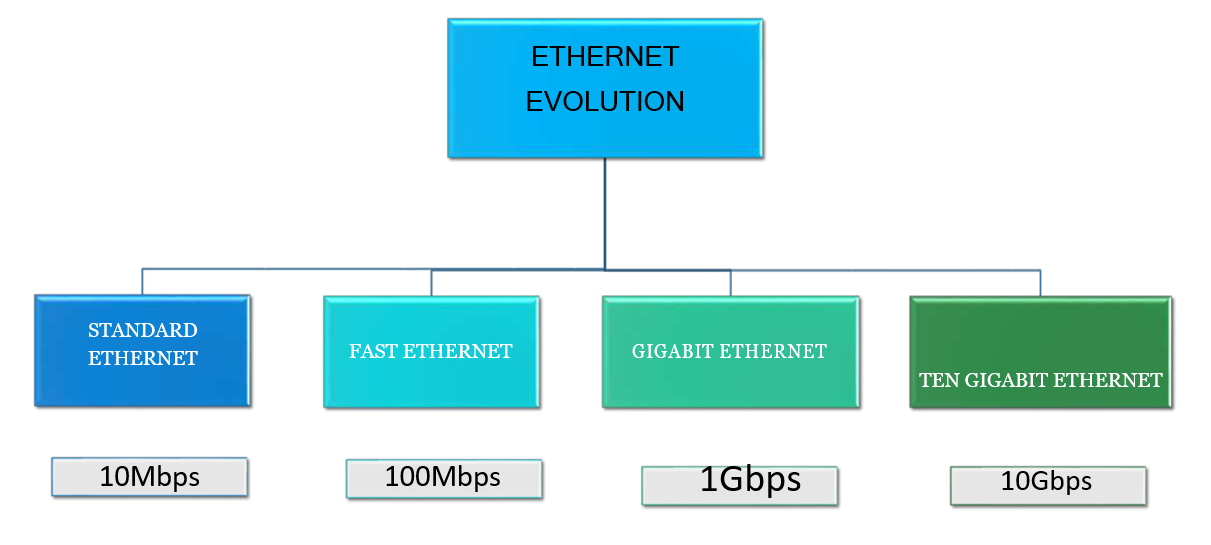 ETHERNET
EVOLUTION
STANDARD
ETHERNET
FAST ETHERNET
GIGABIT ETHERNET
TEN GIGABIT ETHERNET
10Mbps
100Mbps
1Gbps
10Gbps